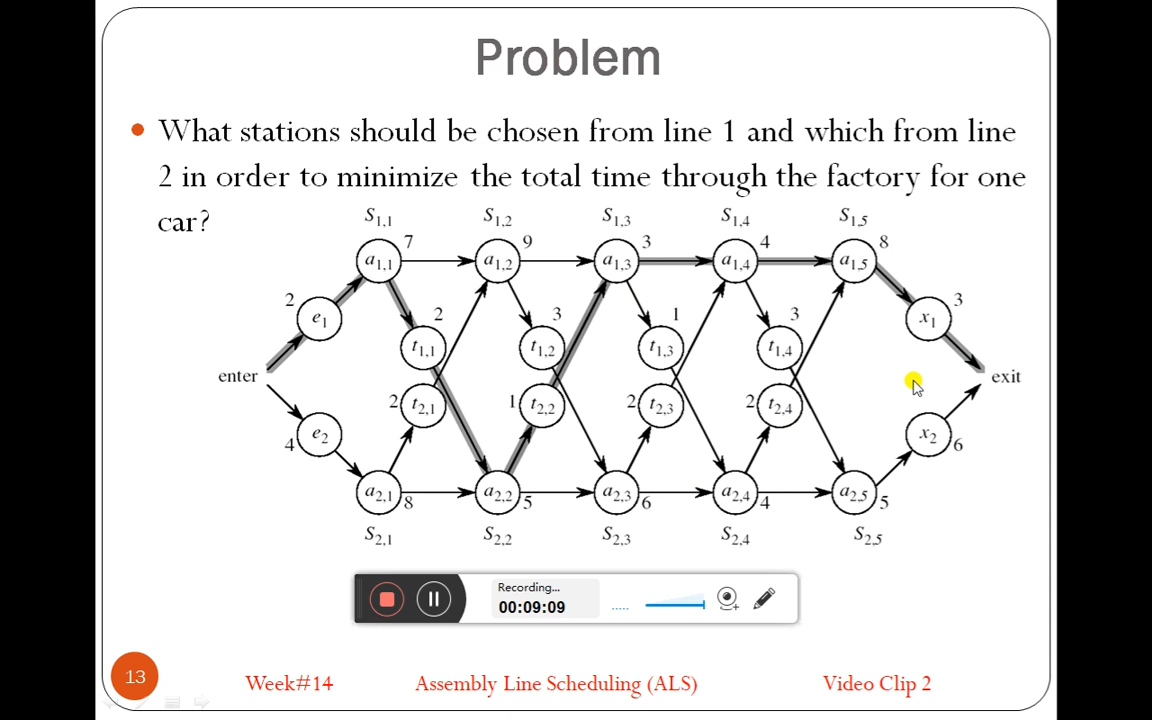 Problem
• What stations should be chosen from line 1 and which from line
2 in order to minimize the total time through the factory for one
car?
S1,1 S1,2 S1,3 S1,4 S1,5
7 9 3 4 8
a1,1 a1,2 a1,3 a1,4 a1,5
2 2 3 1 3 3
e1 t1,1 t1,2 t1,3 t1,4 x1
enter exit
2 t2,1 1 t2,2 2 t2,3 2 t2,4
4 e2 x2 6
a2,1 8 a2,2 5 a2,3 6 a2,4 4 a2,5 5
S2,1 S2,2 S2,3 S2,4 S2,5
Recording...
00:09:09
13 Week#14 Assembly Line Scheduling (ALS) Video Clip 2